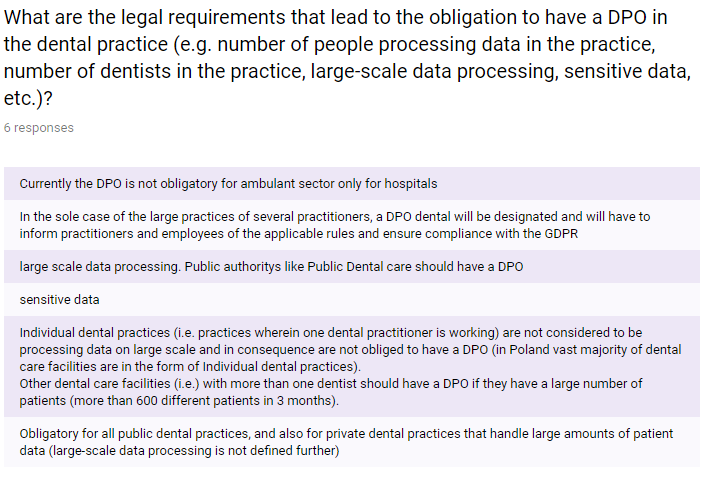 What are the legal requirements that lead to the obligation to have a DPO in
the dental practice (e.g. number of people processing data in the practice,
number of dentists in the practice, large-scale data processing, sensitive data,
etc.)?
6 responses
Currently the DPO is not obligatory for ambulant sector only for hospitals
In the sole case of the large practices of several practitioners, a DPO dental will be designated and will have to
inform practitioners and employees of the applicable rules and ensure compliance with the GDPR
large scale data processing. Public authoritys like Public Dental care should have a DPO
sensitive data
Individual dental practices (i.e. practices wherein one dental practitioner is working) are not considered to be
processing data on large scale and in consequence are not obliged to have a DPO (in Poland vast majority of dental
care facilities are in the form of Individual dental practices).
Other dental care facilities (i.e.) with more than one dentist should have a DPO if they have a large number of
patients (more than 600 different patients in 3 months).
Obligatory for all public dental practices, and also for private dental practices that handle large amounts of patient
data (large-scale data processing is not defined further)